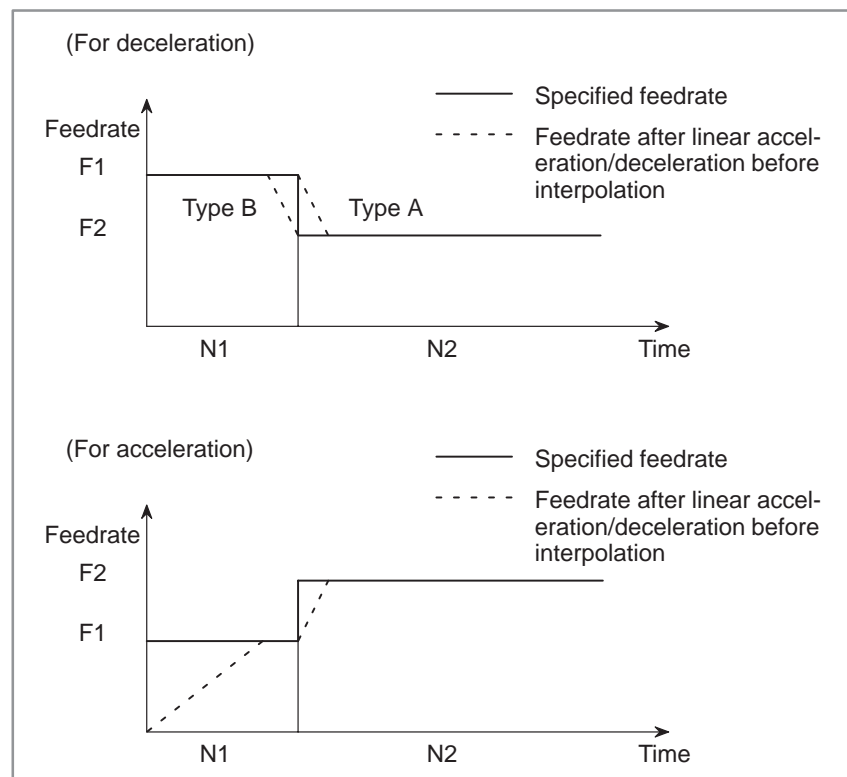 (For deceleration)
Specified feedrate
Feedrate after linear accel-
eration/deceleration before
interpolation
Feedrate
F1
Type B
Type A
F2
N1
N2
Time
(For acceleration)
Specified feedrate
Feedrate after linear accel-
eration/deceleration before
interpolation
Feedrate
F2
F1
N1
N2
Time